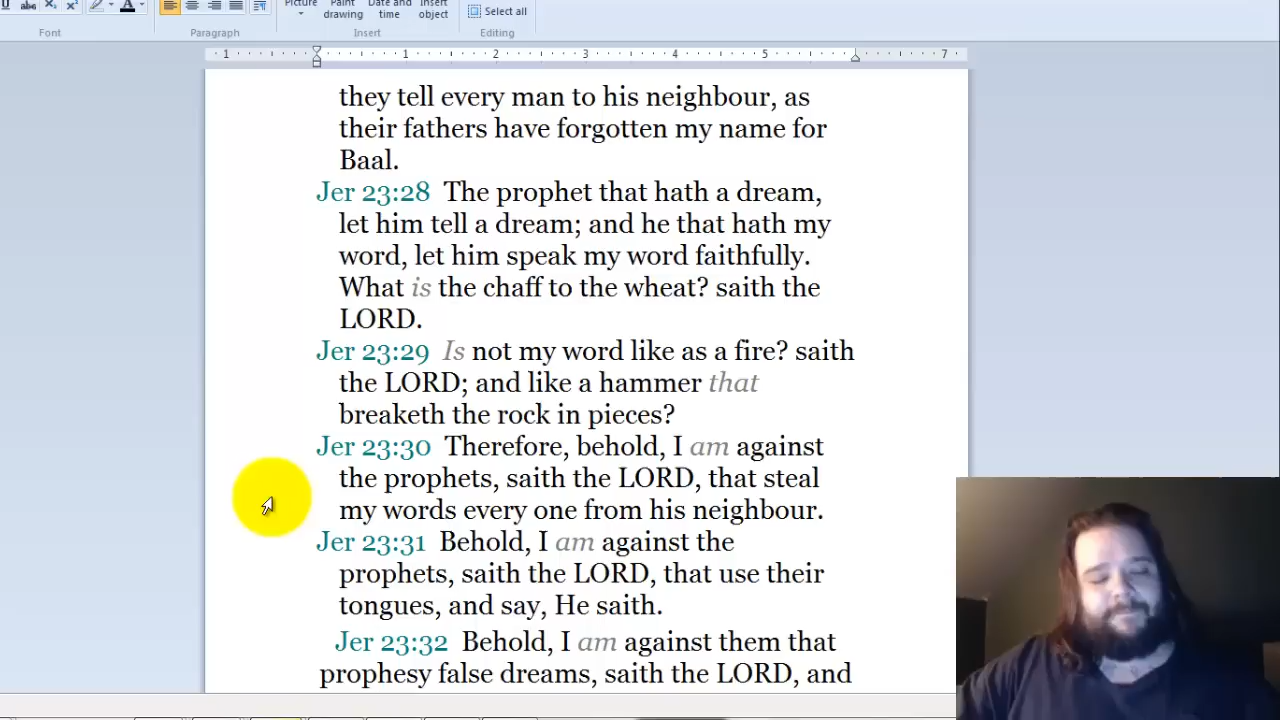 Picture
Paint drawing
Date and time
Insert object
Select all
Font
Paragraph
Insert
Editing
1 1 2 3 4 5 7
they tell every man to his neighbour, as
their fathers have forgotten my name for
Baal.
Jer 23:28 The prophet that hath a dream,
let him tell a dream; and he that hath my
word, let him speak my word faithfully.
What is the chaff to the wheat? saith the
LORD.
Jer 23:29 Is not my word like as a fire? saith
the LORD; and like a hammer that
breaketh the rock in pieces?
Jer 23:30 Therefore, behold, I am against
the prophets, saith the LORD, that steal
my words every one from his neighbour.
Jer 23:31 Behold, I am against the
prophets, saith the LORD, that use their
tongues, and say, He saith.
Jer 23:32 Behold, I am against them that
prophesy false dreams, saith the LORD, and